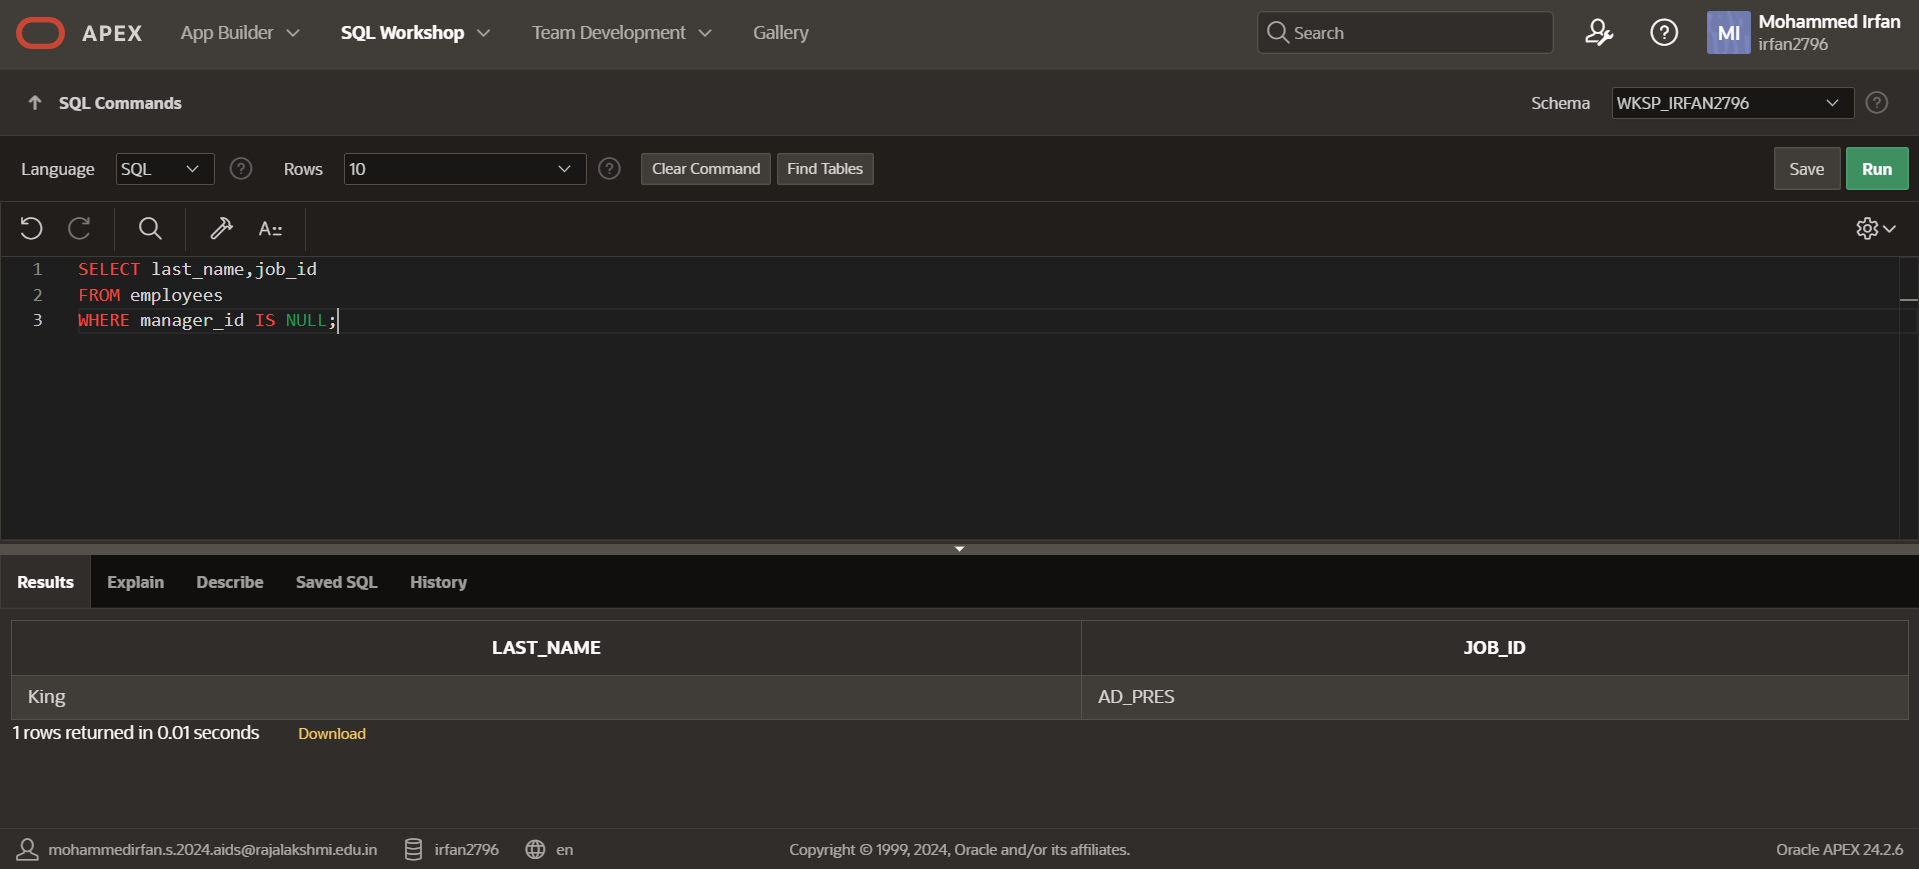 APEX App Builder SQL Workshop Team Development Gallery Search MI Mohammed Irfan
irfan2796
SQL Commands Schema WKSP_IRFAN2796
Language SQL Rows 10 Clear Command Find Tables Save Run
A::
1 SELECT last_name,job_id
2 FROM employees
3 WHERE manager_id IS NULL;
Results Explain Describe Saved SQL History
LAST_NAME JOB_ID
King AD_PRES
1 rows returned in 0.01 seconds Download
mohammedirfan.s.2024.aids@rajalakshmi.edu.in irfan2796 en Copyright © 1999, 2024, Oracle and/or its affiliates. Oracle APEX 24.2.6